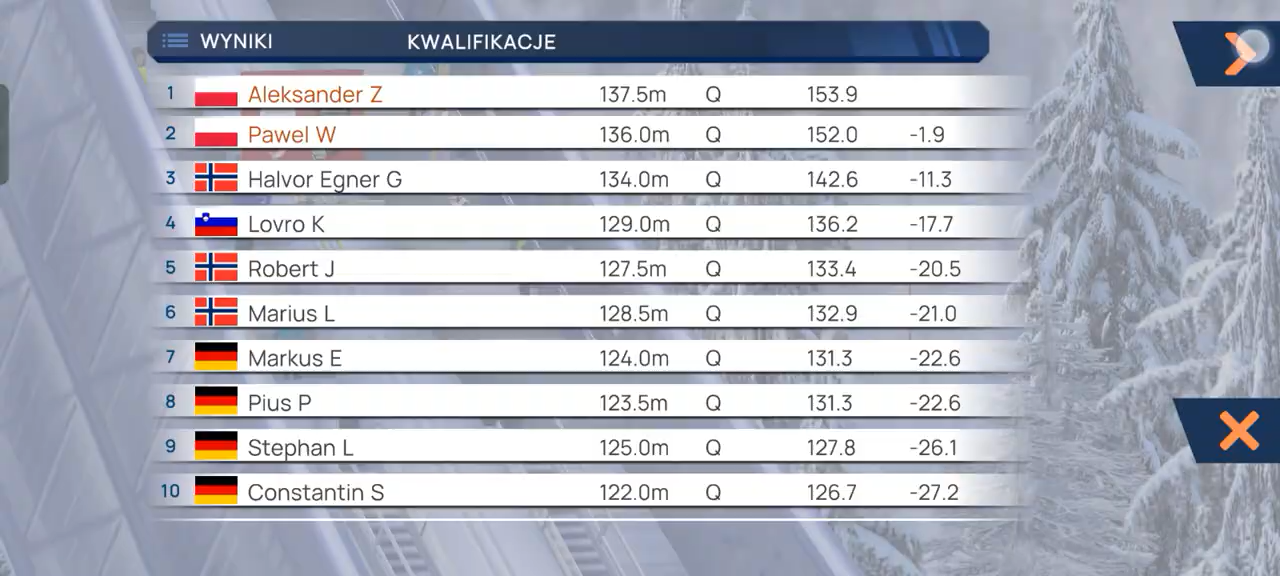 WYNIKI KWALIFIKACJE
1 Aleksander Z 137.5m Q 153.9
2 Pawel W 136.0m Q 152.0 -1.9
3 Halvor Egner G 134.0m Q 142.6 -11.3
4 Lovro K 129.0m Q 136.2 -17.7
5 Robert J 127.5m Q 133.4 -20.5
6 Marius L 128.5m Q 132.9 -21.0
7 Markus E 124.0m Q 131.3 -22.6
8 Pius P 123.5m Q 131.3 -22.6
9 Stephan L 125.0m Q 127.8 -26.1
10 Constantin S 122.0m Q 126.7 -27.2